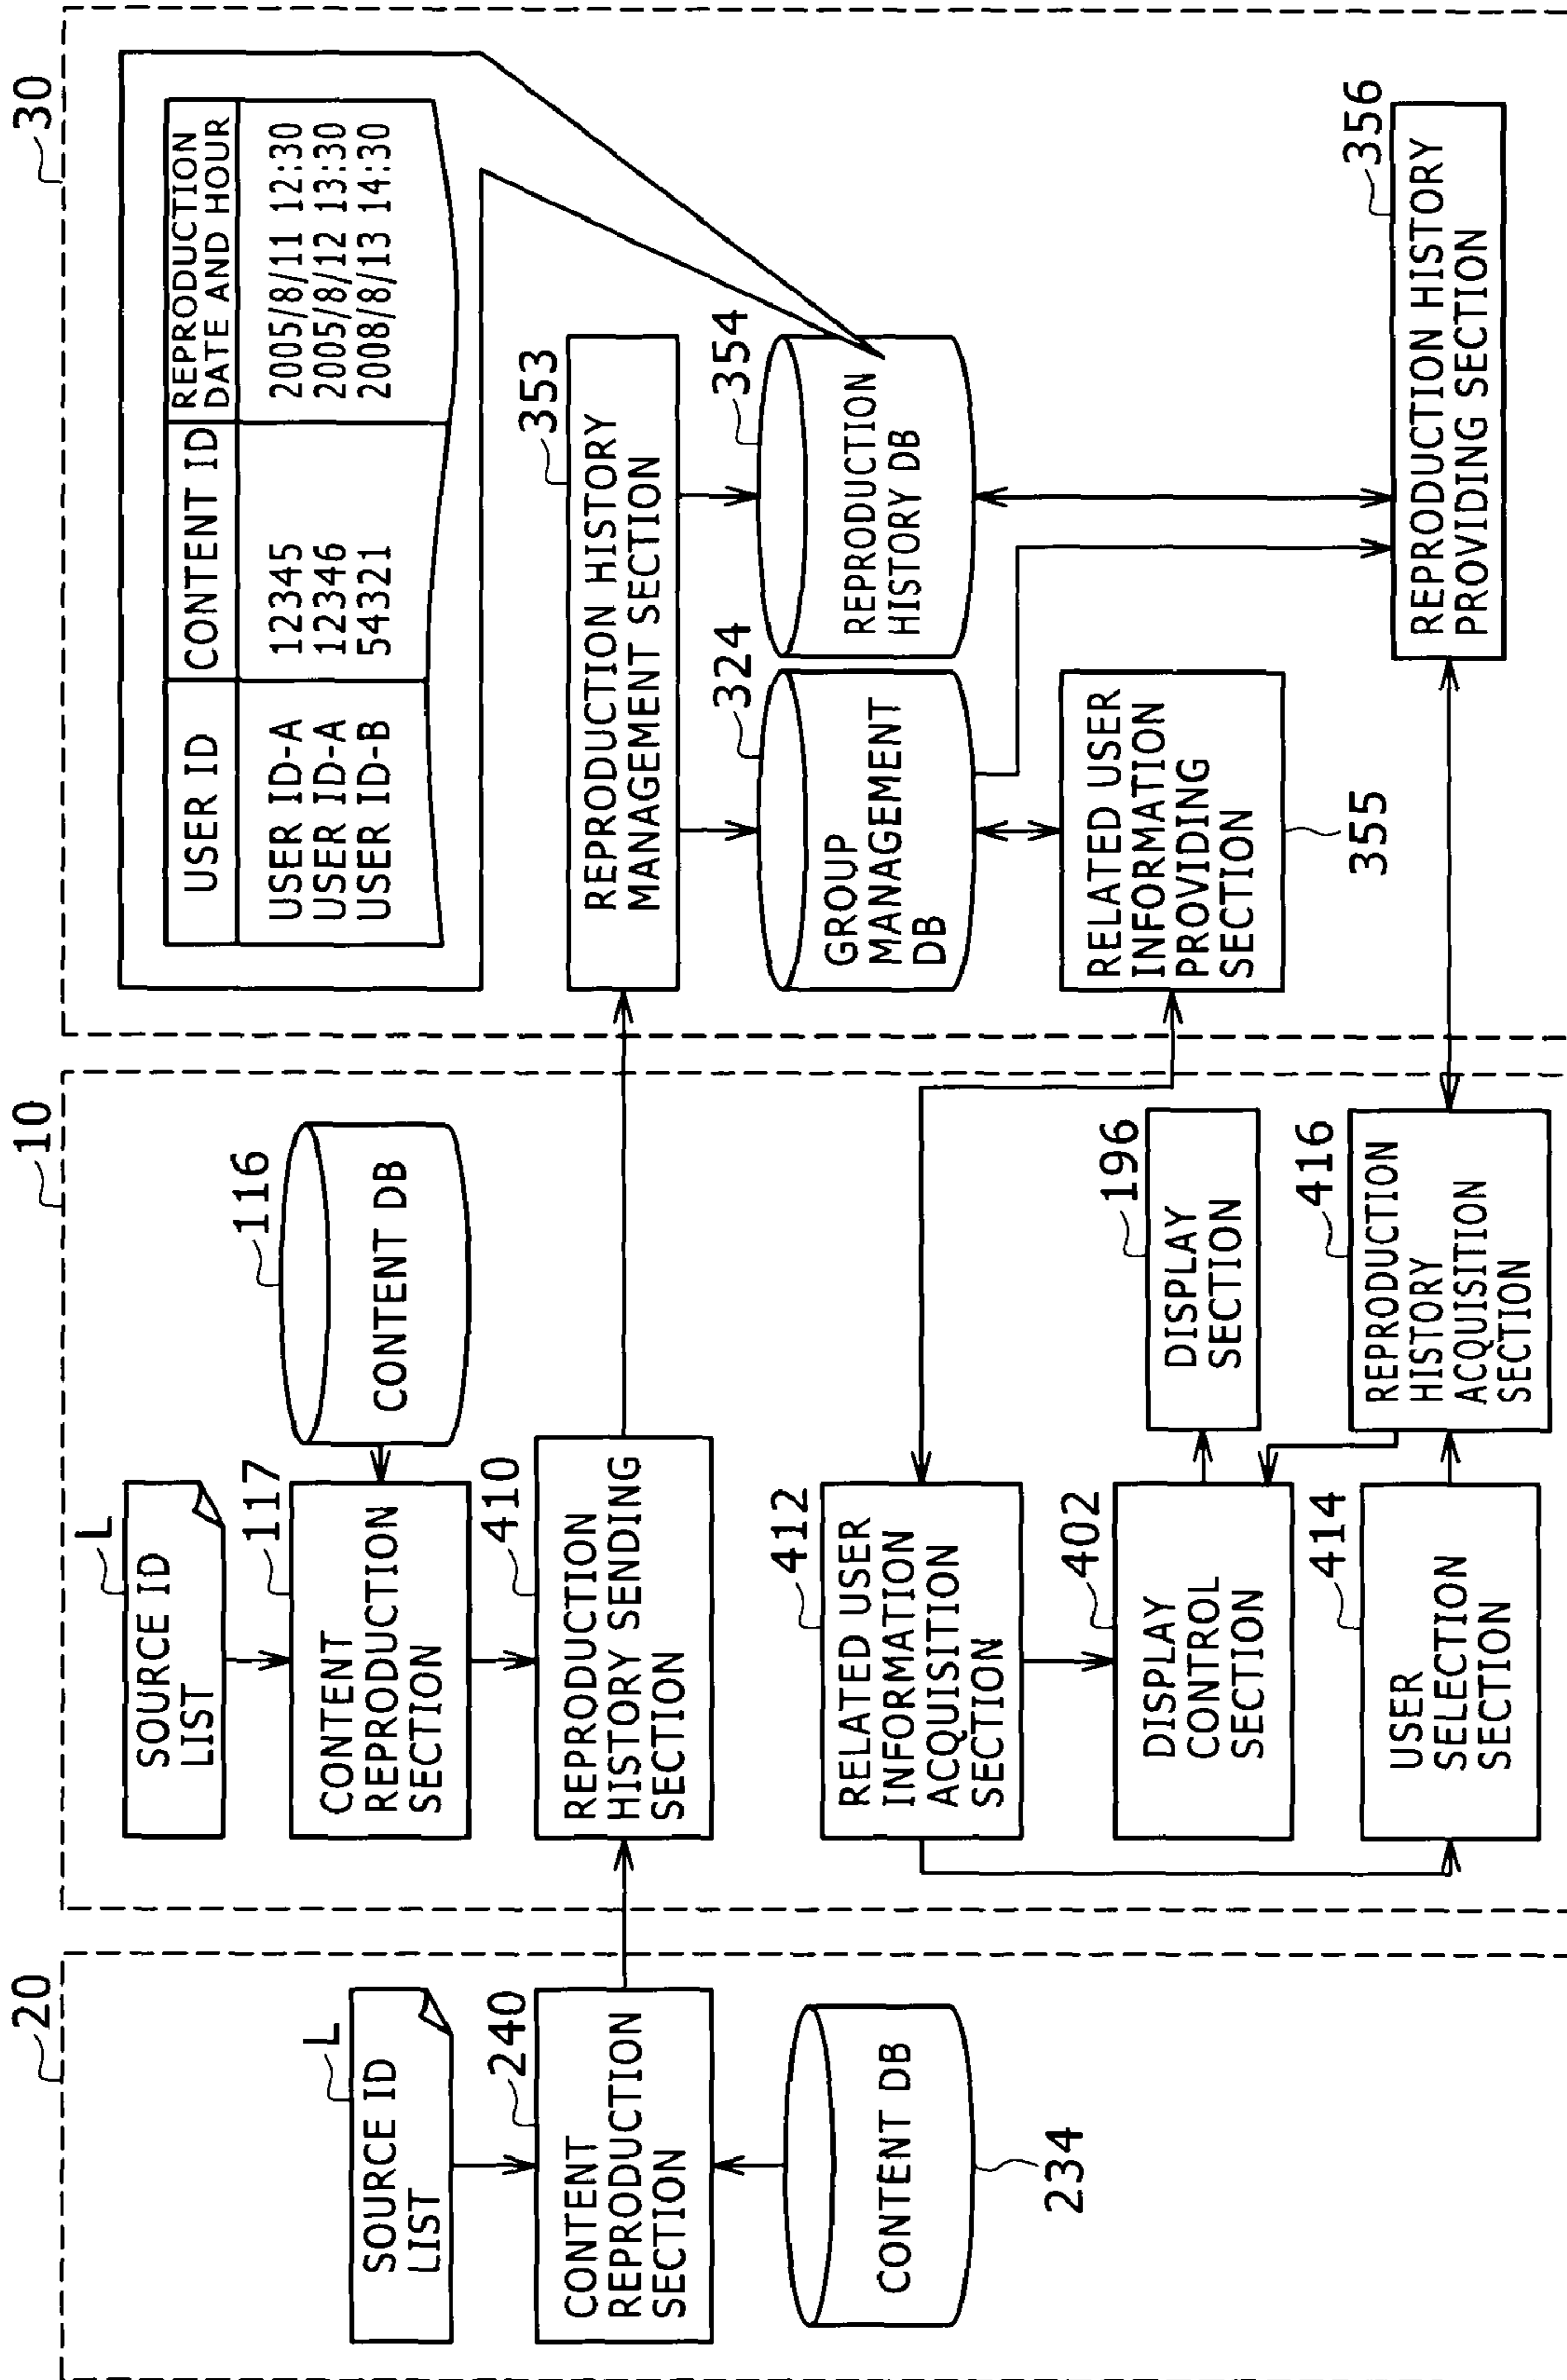 20
L
SOURCE ID
LIST
240
CONTENT
REPRODUCTION
SECTION
CONTENT DB
234
10
L
SOURCE ID
LIST
117
CONTENT
REPRODUCTION
SECTION
116
CONTENT DB
410
REPRODUCTION
HISTORY SENDING
SECTION
412
RELATED USER
INFORMATION
ACQUISITION
SECTION
402
DISPLAY
CONTROL
SECTION
196
DISPLAY
SECTION
414
USER
SELECTION
SECTION
416
REPRODUCTION
HISTORY
ACQUISITION
SECTION
30
USER ID CONTENT ID REPRODUCTION
DATE AND HOUR
USER ID-A 12345 2005/8/11 12:30
USER ID-A 12346 2005/8/12 13:30
USER ID-B 54321 2008/8/13 14:30
353
REPRODUCTION HISTORY
MANAGEMENT SECTION
324
GROUP
MANAGEMENT
DB
354
REPRODUCTION
HISTORY DB
RELATED USER
INFORMATION
PROVIDING
SECTION
355
356
REPRODUCTION HISTORY
PROVIDING SECTION